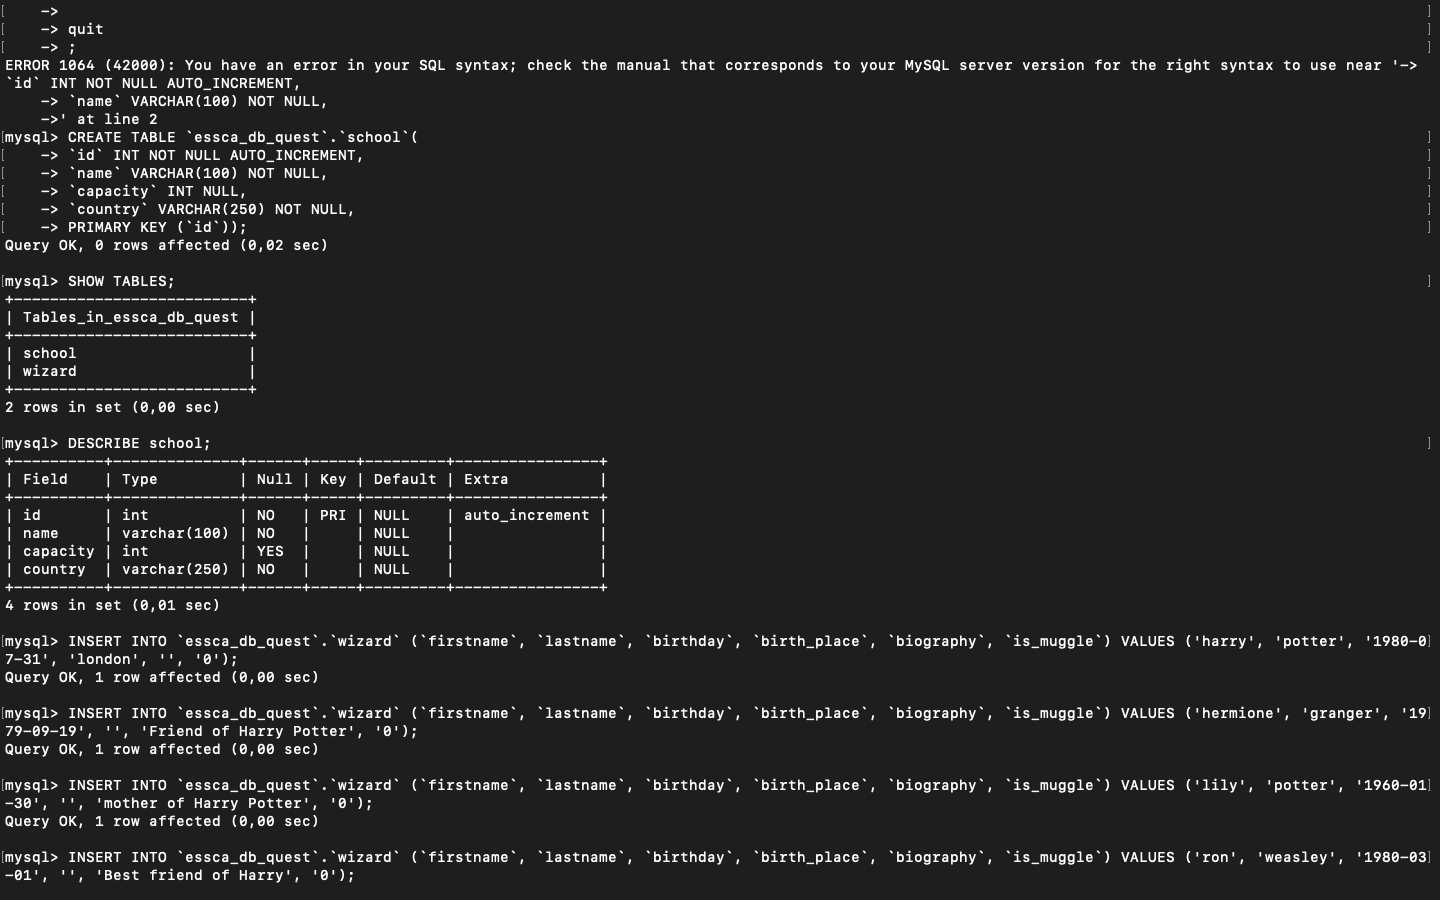 [    ->                                                                                                                                                        ]
[    -> quit                                                                                                                                                   ]
[    -> ;                                                                                                                                                      ]
ERROR 1064 (42000): You have an error in your SQL syntax; check the manual that corresponds to your MySQL server version for the right syntax to use near '->
`id` INT NOT NULL AUTO_INCREMENT,
    -> `name` VARCHAR(100) NOT NULL,
    ->' at line 2
[mysql> CREATE TABLE `essca_db_quest`.`school`(                                                                                                                ]
[    -> `id` INT NOT NULL AUTO_INCREMENT,                                                                                                                      ]
[    -> `name` VARCHAR(100) NOT NULL,                                                                                                                          ]
[    -> `capacity` INT NULL,                                                                                                                                   ]
[    -> `country` VARCHAR(250) NOT NULL,                                                                                                                       ]
[    -> PRIMARY KEY (`id`));                                                                                                                                   ]
Query OK, 0 rows affected (0,02 sec)

[mysql> SHOW TABLES;                                                                                                                                           ]
+--------------------------+
| Tables_in_essca_db_quest |
+--------------------------+
| school                   |
| wizard                   |
+--------------------------+
2 rows in set (0,00 sec)

[mysql> DESCRIBE school;                                                                                                                                       ]
+----------+--------------+------+-----+---------+----------------+
| Field    | Type         | Null | Key | Default | Extra          |
+----------+--------------+------+-----+---------+----------------+
| id       | int          | NO   | PRI | NULL    | auto_increment |
| name     | varchar(100) | NO   |     | NULL    |                |
| capacity | int          | YES  |     | NULL    |                |
| country  | varchar(250) | NO   |     | NULL    |                |
+----------+--------------+------+-----+---------+----------------+
4 rows in set (0,01 sec)

[mysql> INSERT INTO `essca_db_quest`.`wizard` (`firstname`, `lastname`, `birthday`, `birth_place`, `biography`, `is_muggle`) VALUES ('harry', 'potter', '1980-0]
7-31', 'london', '', '0');
Query OK, 1 row affected (0,00 sec)

[mysql> INSERT INTO `essca_db_quest`.`wizard` (`firstname`, `lastname`, `birthday`, `birth_place`, `biography`, `is_muggle`) VALUES ('hermione', 'granger', '19]
79-09-19', '', 'Friend of Harry Potter', '0');
Query OK, 1 row affected (0,00 sec)

[mysql> INSERT INTO `essca_db_quest`.`wizard` (`firstname`, `lastname`, `birthday`, `birth_place`, `biography`, `is_muggle`) VALUES ('lily', 'potter', '1960-01]
-30', '', 'mother of Harry Potter', '0');
Query OK, 1 row affected (0,00 sec)

[mysql> INSERT INTO `essca_db_quest`.`wizard` (`firstname`, `lastname`, `birthday`, `birth_place`, `biography`, `is_muggle`) VALUES ('ron', 'weasley', '1980-03]
-01', '', 'Best friend of Harry', '0');